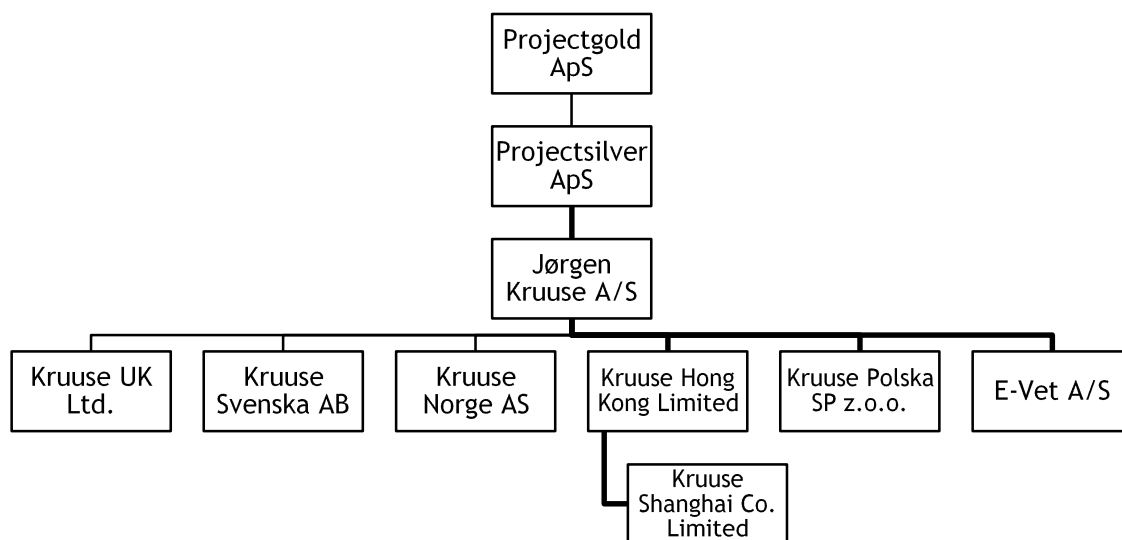 Projectgold
ApS
Projectsilver
ApS
Jørgen
Kruuse A/S
Kruuse UK
Ltd.
Kruuse
Svenska AB
Kruuse
Norge AS
Kruuse Hong
Kong Limited
Kruuse Polska
SP z.o.o.
E-Vet A/S
Kruuse
Shanghai Co.
Limited